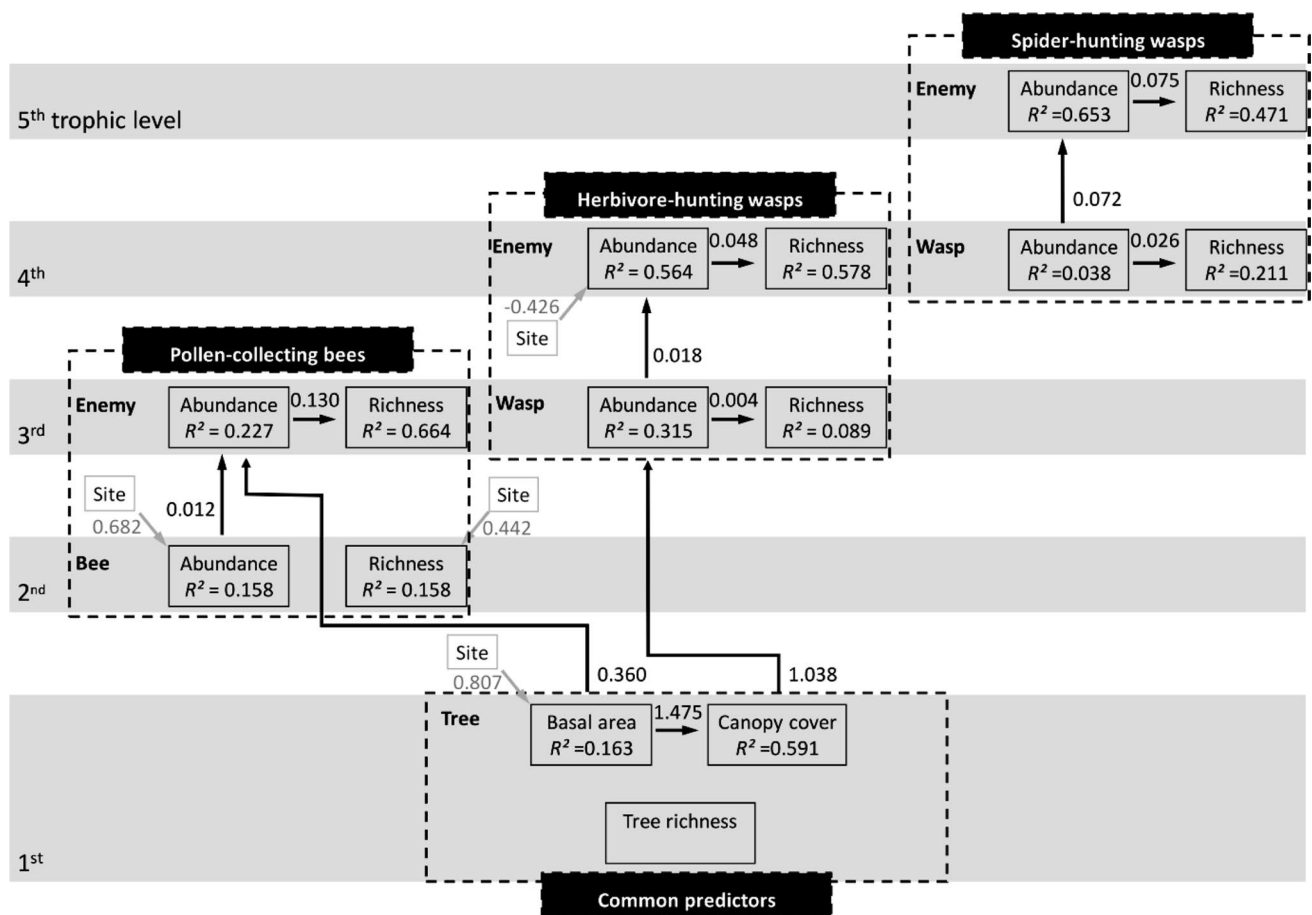 Spider-hunting wasps
5th trophic level
Enemy
Abundance
R² =0.653
0.075
Richness
R² =0.471
0.072
Herbivore-hunting wasps
4th
Enemy
Abundance
R² = 0.564
0.048
Richness
R² = 0.578
Wasp
Abundance
R² = 0.038
0.026
Richness
R² = 0.211
-0.426
Site
0.018
Pollen-collecting bees
3rd
Enemy
Abundance
R² = 0.227
0.130
Richness
R² = 0.664
Wasp
Abundance
R² = 0.315
0.004
Richness
R² = 0.089
Site
0.682
0.012
Site
0.442
2nd
Bee
Abundance
R² = 0.158
Richness
R² = 0.158
Site
0.807
0.360
1.038
1st
Tree
Basal area
R² =0.163
1.475
Canopy cover
R² =0.591
Tree richness
Common predictors